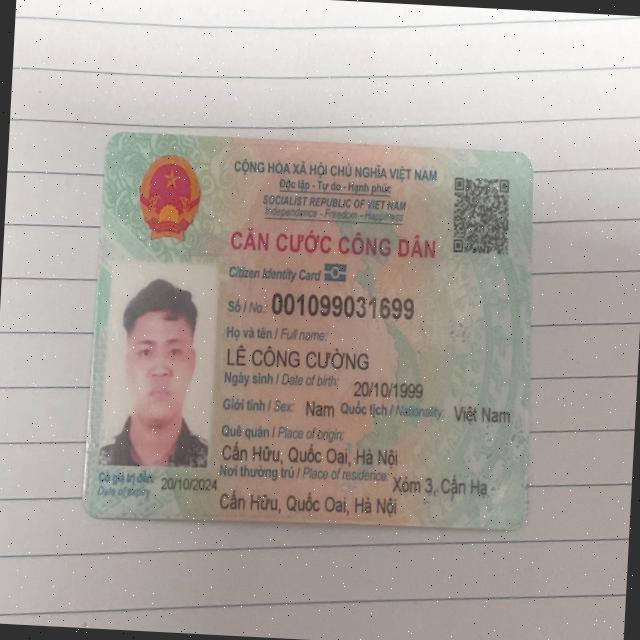 CỘNG HÒA XÃ HỘI CHỦ NGHĨA VIỆT NAM
Độc lập - Tự do - Hạnh phúc
SOCIALIST REPUBLIC OF VIET NAM
Independence - Freedom - Happiness
CĂN CƯỚC CÔNG DÂN
Citizen Identity Card
Số / No.: 001099031699
Họ và tên / Full name:
LÊ CÔNG CƯỜNG
Ngày sinh / Date of birth: 20/10/1999
Giới tính / Sex: Nam Quốc tịch / Nationality: Việt Nam
Quê quán / Place of origin:
Cấn Hữu, Quốc Oai, Hà Nội
Nơi thường trú / Place of residence: Xóm 3, Cấn Hạ
Cấn Hữu, Quốc Oai, Hà Nội
Có giá trị đến: 20/10/2024
Date of expiry